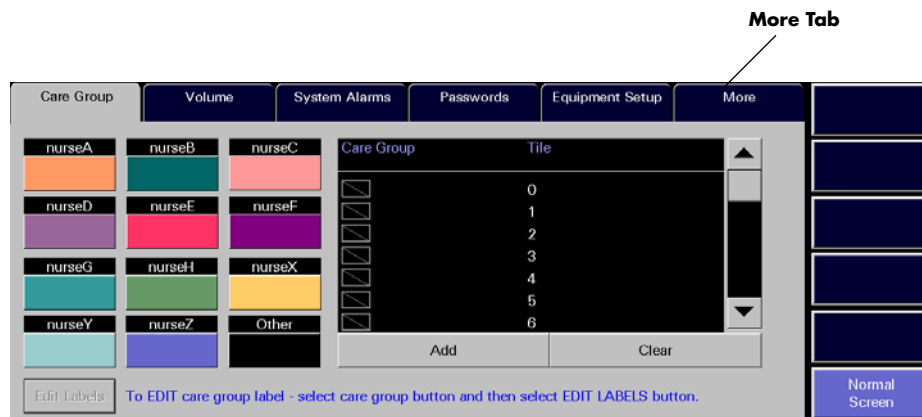 More Tab
Care Group Volume System Alarms Passwords Equipment Setup More
nurseA nurseB nurseC
nurseD nurseE nurseF
nurseG nurseH nurseX
nurseY nurseZ Other
Care Group Tile
0
1
2
3
4
5
6
Add Clear
Edit Labels To EDIT care group label - select care group button and then select EDIT LABELS button.
Normal
Screen